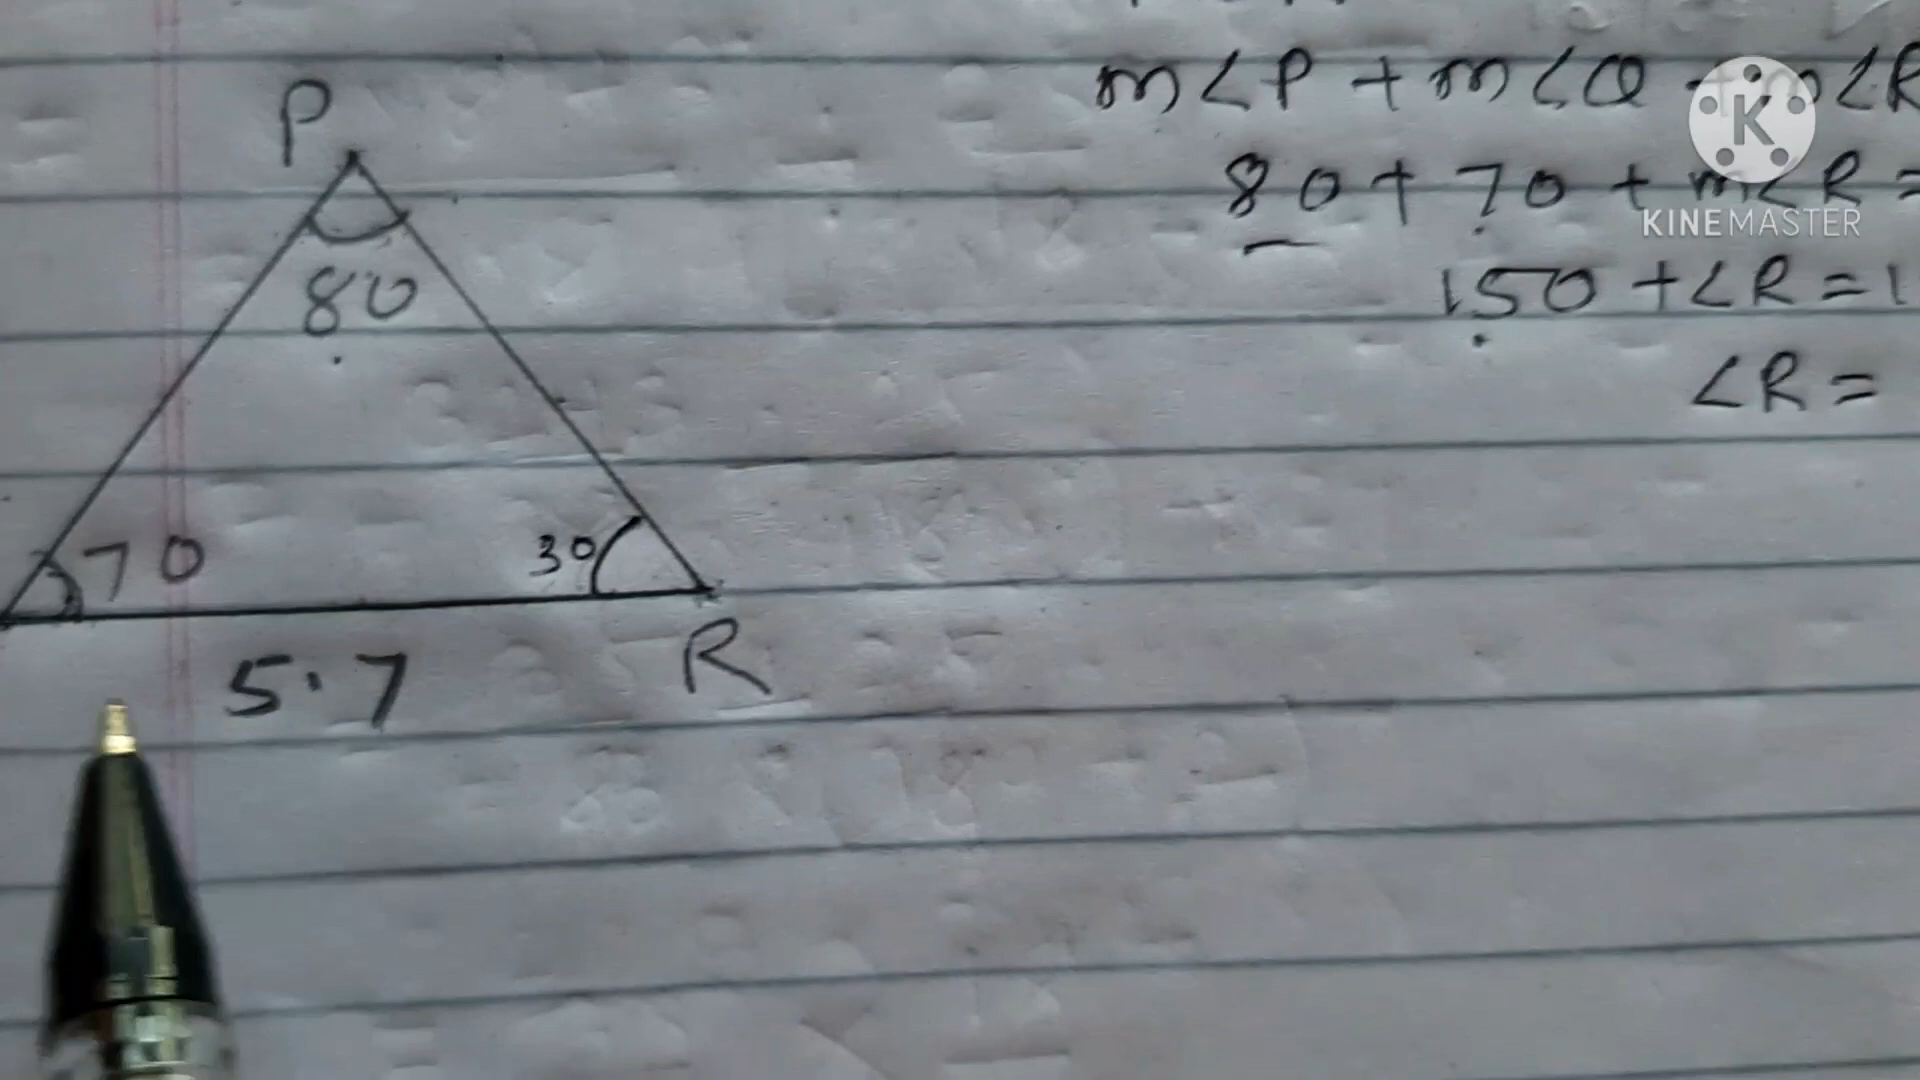 P
80
70
30
5.7
R
m<P + m<Q + m<R
80 + 70 + m<R =
150 + <R = 1
<R =
K
KINEMASTER